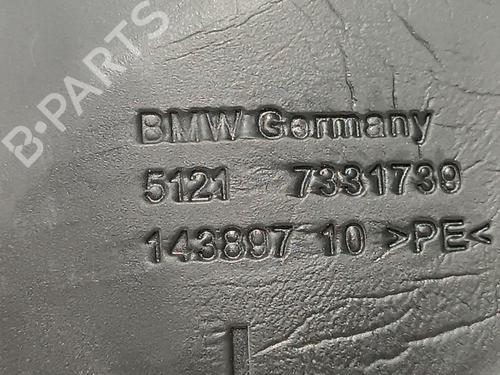 B-PARTS
BMW Germany
5121 7331739
143897 10 >PE<